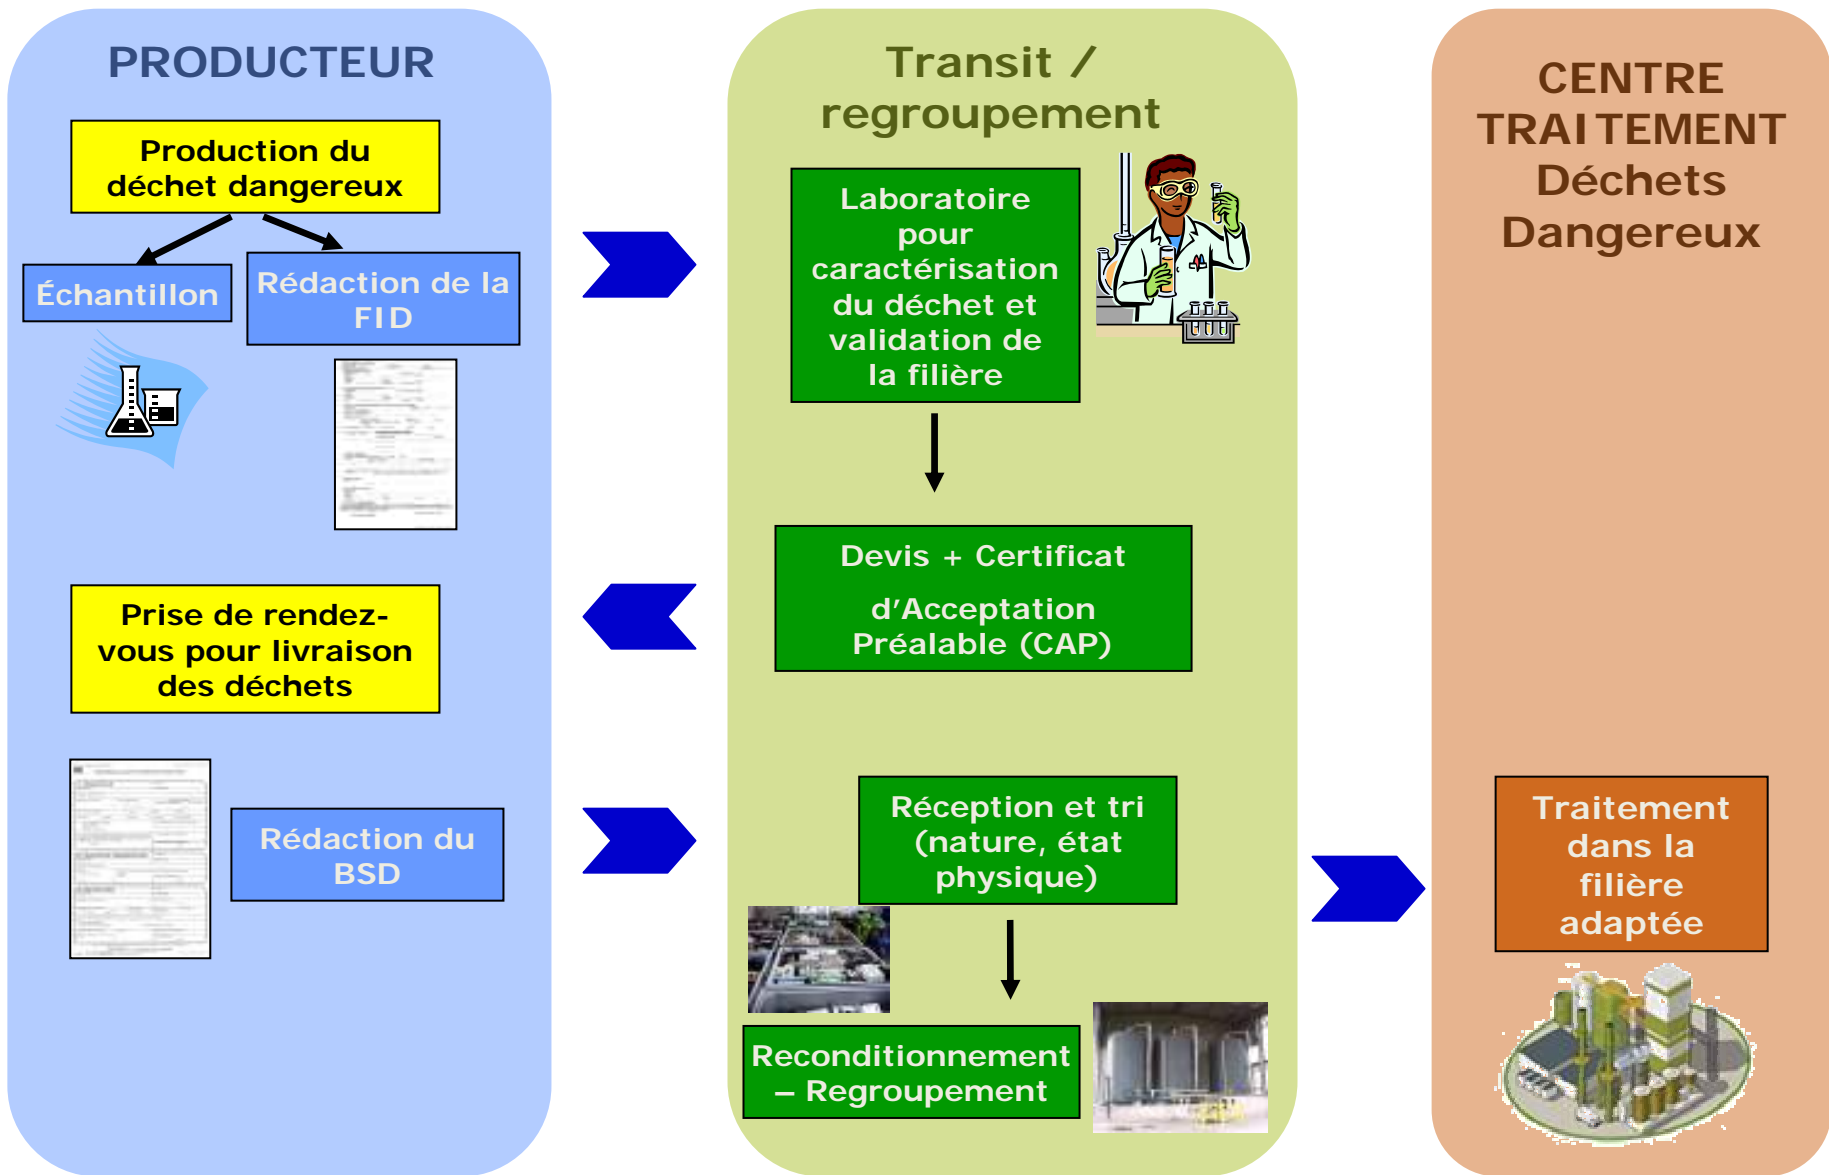 PRODUCTEUR
Production du
déchet dangereux
Échantillon
Rédaction de la
FID
Prise de rendez-
vous pour livraison
des déchets
Rédaction du
BSD
Transit /
regroupement
Laboratoire
pour
caractérisation
du déchet et
validation de
la filière
Devis + Certificat
d’Acceptation
Préalable (CAP)
Réception et tri
(nature, état
physique)
Reconditionnement
– Regroupement
CENTRE
TRAITEMENT
Déchets
Dangereux
Traitement
dans la
filière
adaptée